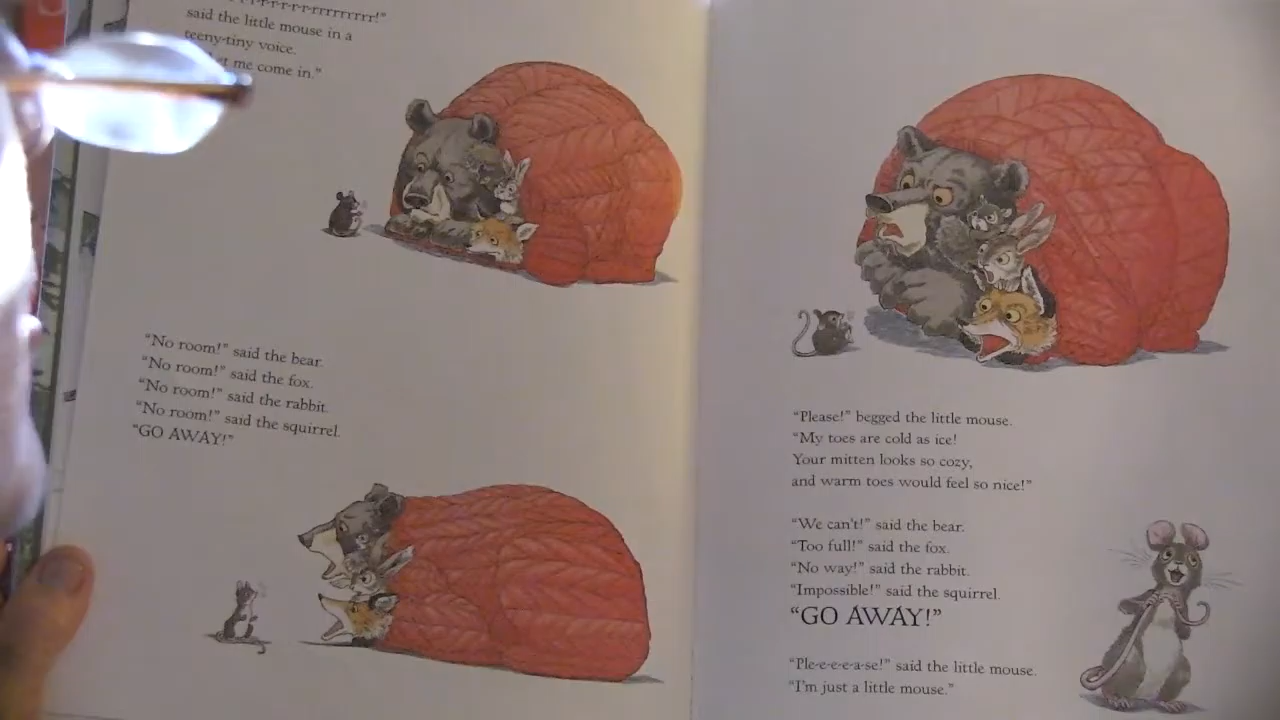 said the little mouse in a
teeny-tiny voice.
me come in."
"No room!" said the bear.
"No room!" said the fox.
"No room!" said the rabbit.
"No room!" said the squirrel.
"GO AWAY!"
"Please!" begged the little mouse.
"My toes are cold as ice!
Your mitten looks so cozy,
and warm toes would feel so nice!"
"We can't!" said the bear.
"Too full!" said the fox.
"No way!" said the rabbit.
"Impossible!" said the squirrel.
"GO AWAY!"
"Ple-e-e-e-a-se!" said the little mouse.
"I'm just a little mouse."